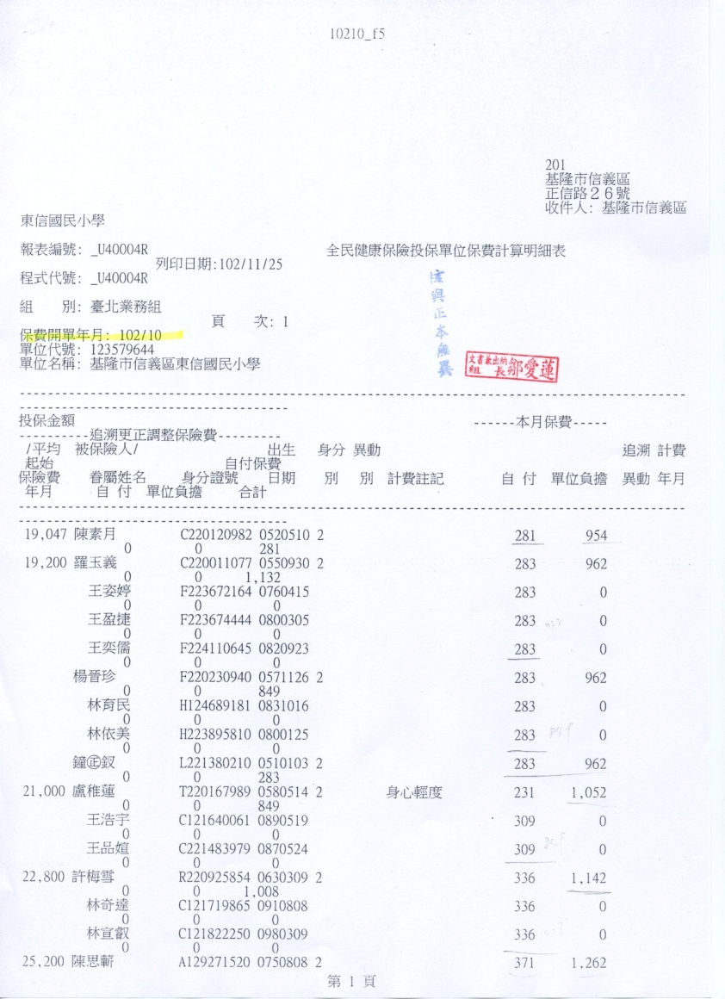 10210_f5
201
基隆市信義區
正信路２６號
收件人: 基隆市信義區
東信國民小學
報表編號: _U40004R
全民健康保險投保單位保費計算明細表
列印日期:102/11/25
程式代號: _U40004R
核與正本無異
組　　別: 臺北業務組
頁　　次: 1
保費開單年月: 102/10
單位代號: 123579644
文書兼出納組長 鄒愛蓮
單位名稱: 基隆市信義區東信國民小學
投保金額 ------本月保費-----
----------追溯更正調整保險費----------
/平均 被保險人/ 出生 身分 異動 追溯 計費
起始 自付保費
保險費 眷屬姓名 身分證號 日期 別 別 計費註記 自 付 單位負擔 異動 年月
年月 自 付 單位負擔 合計
19,047 陳素月 C220120982 0520510 2 281 954
0 0 281
19,200 羅玉義 C220011077 0550930 2 283 962
0 0 1,132
王姿婷 F223672164 0760415 283 0
0 0 0
王盈捷 F223674444 0800305 283 0
0 0 0
王奕儒 F224110645 0820923 283 0
0 0 0
楊晉珍 F220230940 0571126 2 283 962
0 0 849
林育民 H124689181 0831016 283 0
0 0 0
林依美 H223895810 0800125 283 0
0 0 0
鐘㊣釵 L221380210 0510103 2 283 962
0 0 283
21,000 盧稚蓮 T220167989 0580514 2 身心輕度 231 1,052
0 0 849
王浩宇 C121640061 0890519 309 0
0 0 0
王品媗 C221483979 0870524 309 0
0 0 0
22,800 許梅雪 R220925854 0630309 2 336 1,142
0 0 1,008
林奇達 C121719865 0910808 336 0
0 0 0
林宣叡 C121822250 0980309 336 0
0 0 0
25,200 陳思蘄 A129271520 0750808 2 371 1,262
第 1 頁